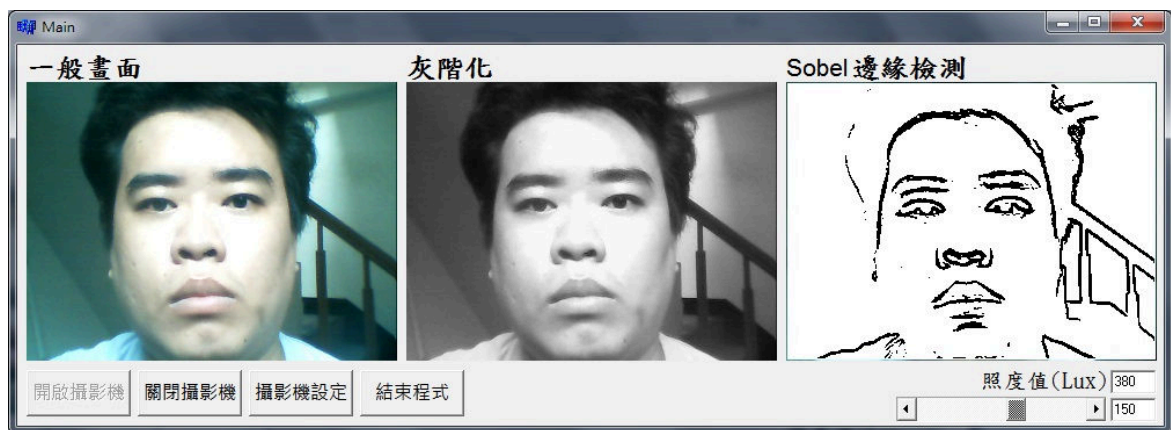 Main
一般畫面
灰階化
Sobel 邊緣檢測
開啟攝影機
關閉攝影機
攝影機設定
結束程式
照度值(Lux) 380
150